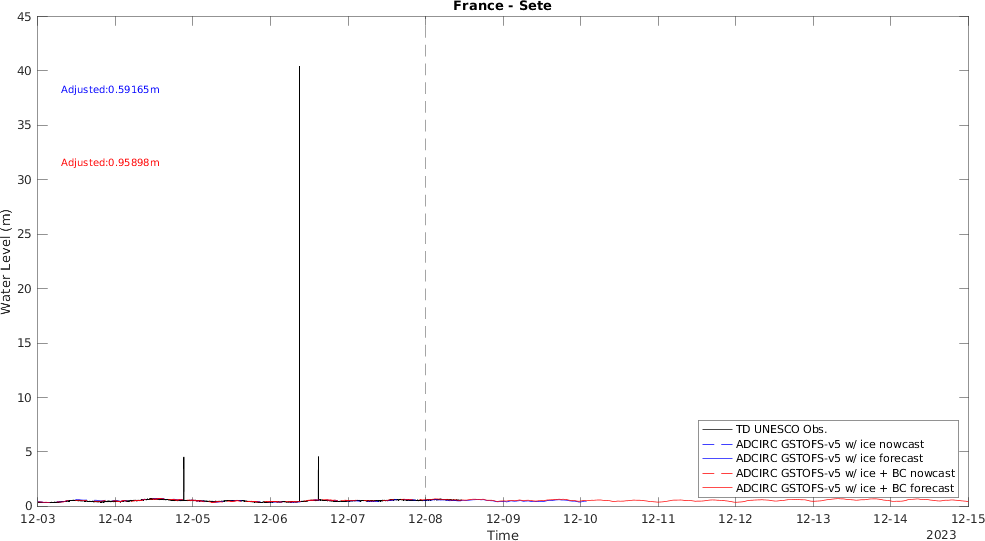 France - Sete
45
40
35
30
25
20
15
10
5
0
Water Level (m)
Adjusted:0.59165m
Adjusted:0.95898m
TD UNESCO Obs.
ADCIRC GSTOFS-v5 w/ ice nowcast
ADCIRC GSTOFS-v5 w/ ice forecast
ADCIRC GSTOFS-v5 w/ ice + BC nowcast
ADCIRC GSTOFS-v5 w/ ice + BC forecast
12-03 12-04 12-05 12-06 12-07 12-08 12-09 12-10 12-11 12-12 12-13 12-14 12-15
Time
2023